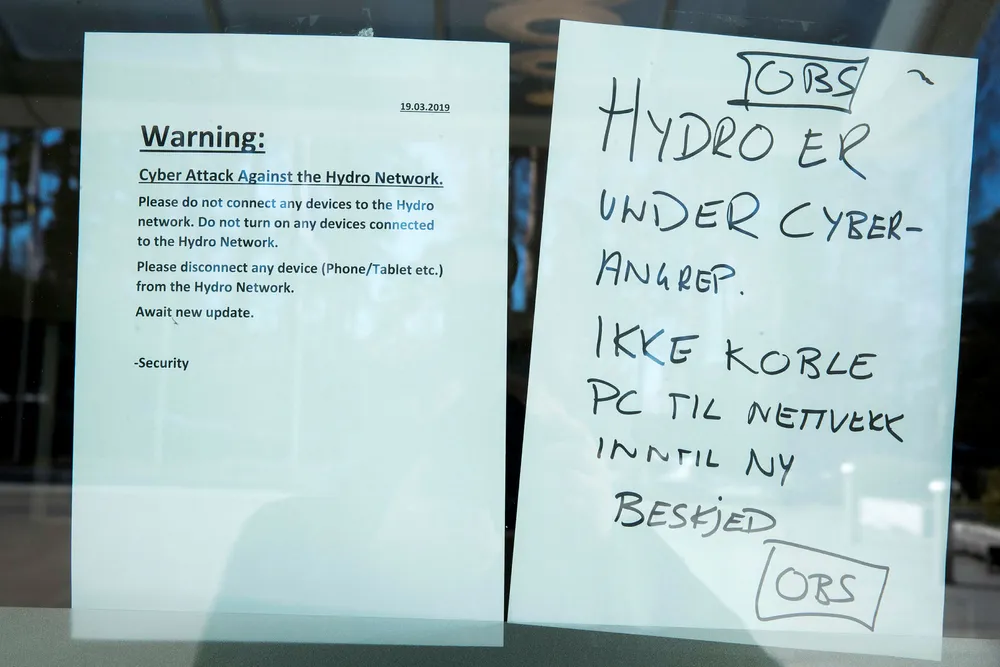 19.03.2019
Warning:
Cyber Attack Against the Hydro Network.
Please do not connect any devices to the Hydro
network. Do not turn on any devices connected
to the Hydro Network.
Please disconnect any device (Phone/Tablet etc.)
from the Hydro Network.
Await new update.
-Security
OBS
HYDRO ER
UNDER CYBER-
ANGREP.
IKKE KOBLE
PC TIL NETTVERK
INNTIL NY
BESKJED
OBS